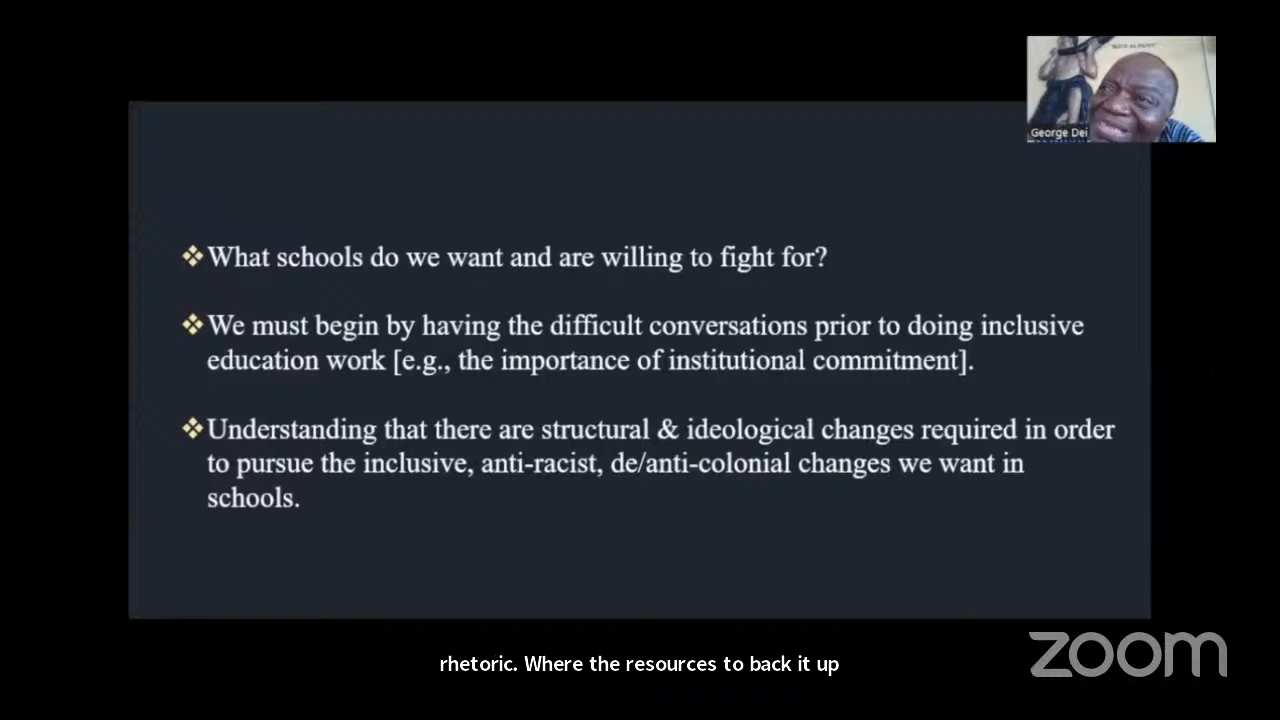 George Dei
❖What schools do we want and are willing to fight for?
❖We must begin by having the difficult conversations prior to doing inclusive
education work [e.g., the importance of institutional commitment].
❖Understanding that there are structural & ideological changes required in order
to pursue the inclusive, anti-racist, de/anti-colonial changes we want in
schools.
rhetoric. Where the resources to back it up
zoom